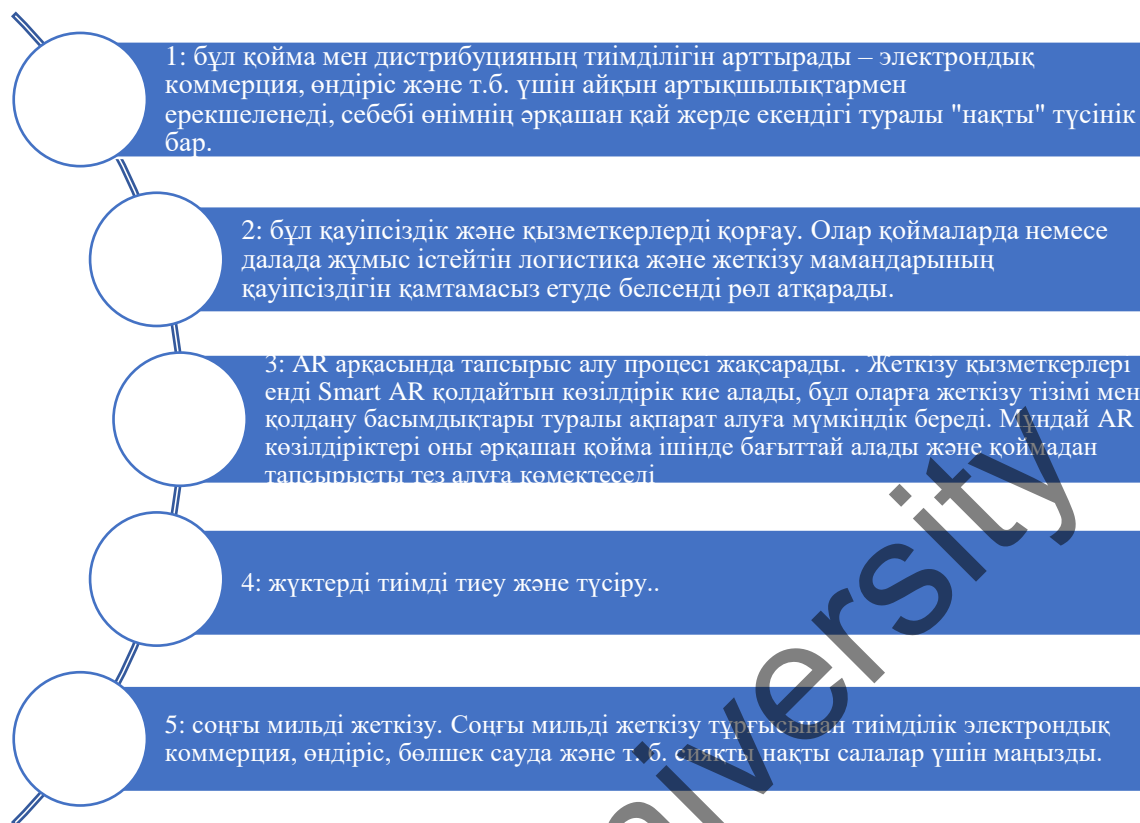 1: бұл қойма мен дистрибуцияның тиімділігін арттырады – электрондық
коммерция, өндіріс және т.б. үшін айқын артықшылықтармен
ерекшеленеді, себебі өнімнің әрқашан қай жерде екендігі туралы "нақты" түсінік
бар.
2: бұл қауіпсіздік және қызметкерлерді қорғау. Олар қоймаларда немесе
далада жұмыс істейтін логистика және жеткізу мамандарының
қауіпсіздігін қамтамасыз етуде белсенді рөл атқарады.
3: AR арқасында тапсырыс алу процесі жақсарады. . Жеткізу қызметкерлері
енді Smart AR қолдайтын көзілдірік кие алады, бұл оларға жеткізу тізімі мен
қолдану басымдықтары туралы ақпарат алуға мүмкіндік береді. Мұндай AR
көзілдіріктері оны әрқашан қойма ішінде бағыттай алады және қоймадан
тапсырысты тез алуға көмектеседі
4: жүктерді тиімді тиеу және түсіру..
5: соңғы мильді жеткізу. Соңғы мильді жеткізу тұрғысынан тиімділік электрондық
коммерция, өндіріс, бөлшек сауда және т. б. сияқты нақты салалар үшін маңызды.
university